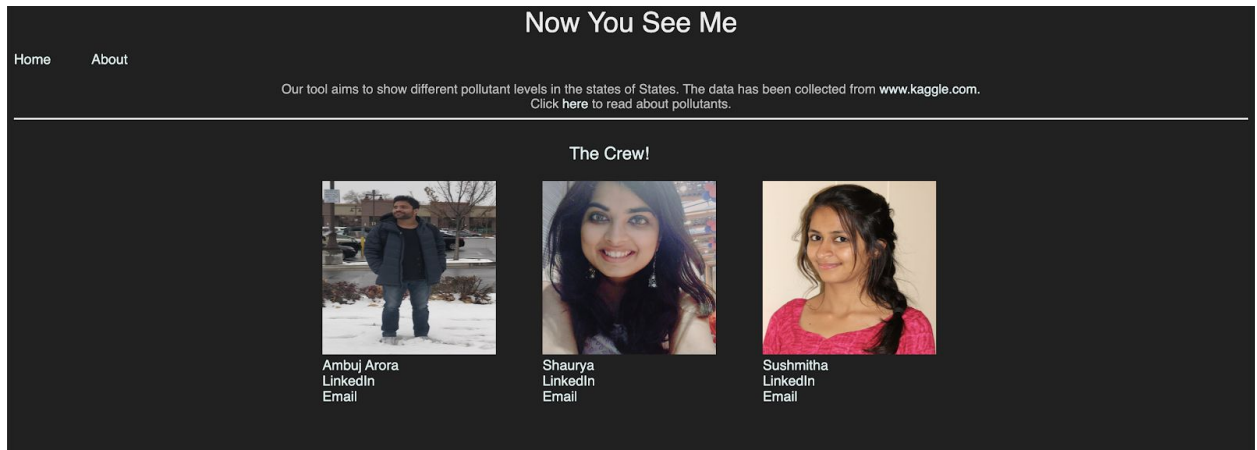 Now You See Me
Home About
Our tool aims to show different pollutant levels in the states of States. The data has been collected from www.kaggle.com.
Click here to read about pollutants.
The Crew!
Ambuj Arora Shaurya Sushmitha
LinkedIn LinkedIn LinkedIn
Email Email Email